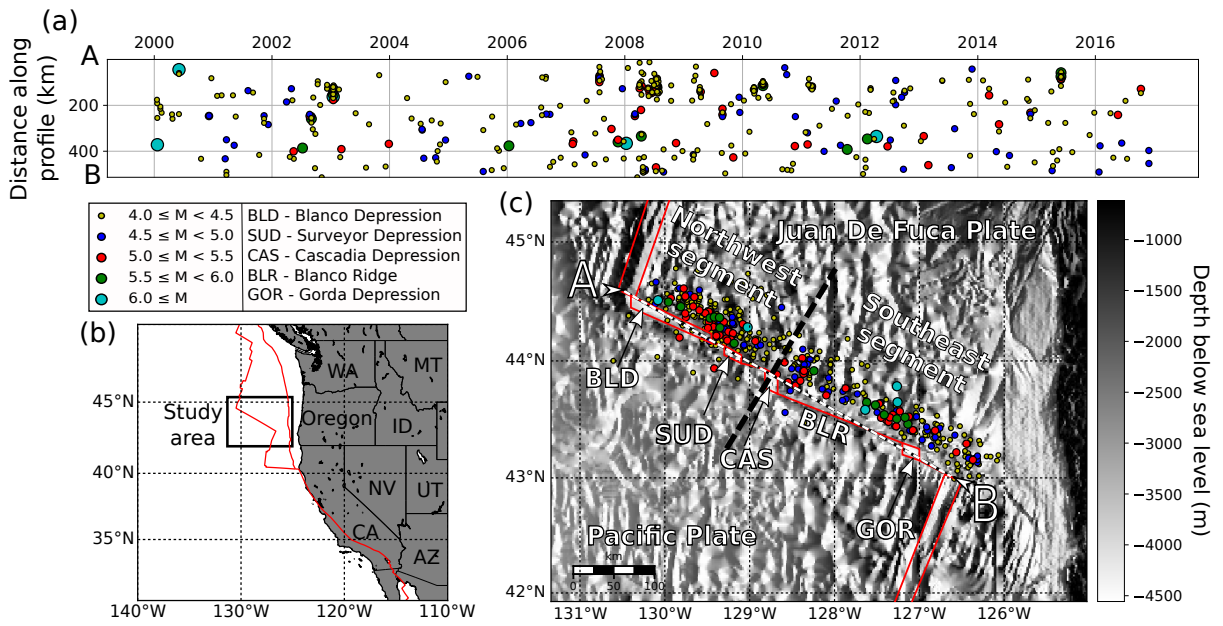 (a)
2000 2002 2004 2006 2008 2010 2012 2014 2016
A
200
400
B
Distance along
profile (km)
4.0 ≤ M < 4.5
4.5 ≤ M < 5.0
5.0 ≤ M < 5.5
5.5 ≤ M < 6.0
6.0 ≤ M
BLD - Blanco Depression
SUD - Surveyor Depression
CAS - Cascadia Depression
BLR - Blanco Ridge
GOR - Gorda Depression
(b)
45°N
40°N
35°N
140°W 130°W 120°W 110°W
Study
area
WA
MT
Oregon
ID
NV
UT
CA
AZ
(c)
45°N
44°N
43°N
42°N
131°W 130°W 129°W 128°W 127°W 126°W
Northwest
segment
Juan De Fuca Plate
Southeast
segment
A
BLD
SUD
CAS
BLR
GOR
B
Pacific Plate
km
0 50 100
−1000
−1500
−2000
−2500
−3000
−3500
−4000
−4500
Depth below sea level (m)